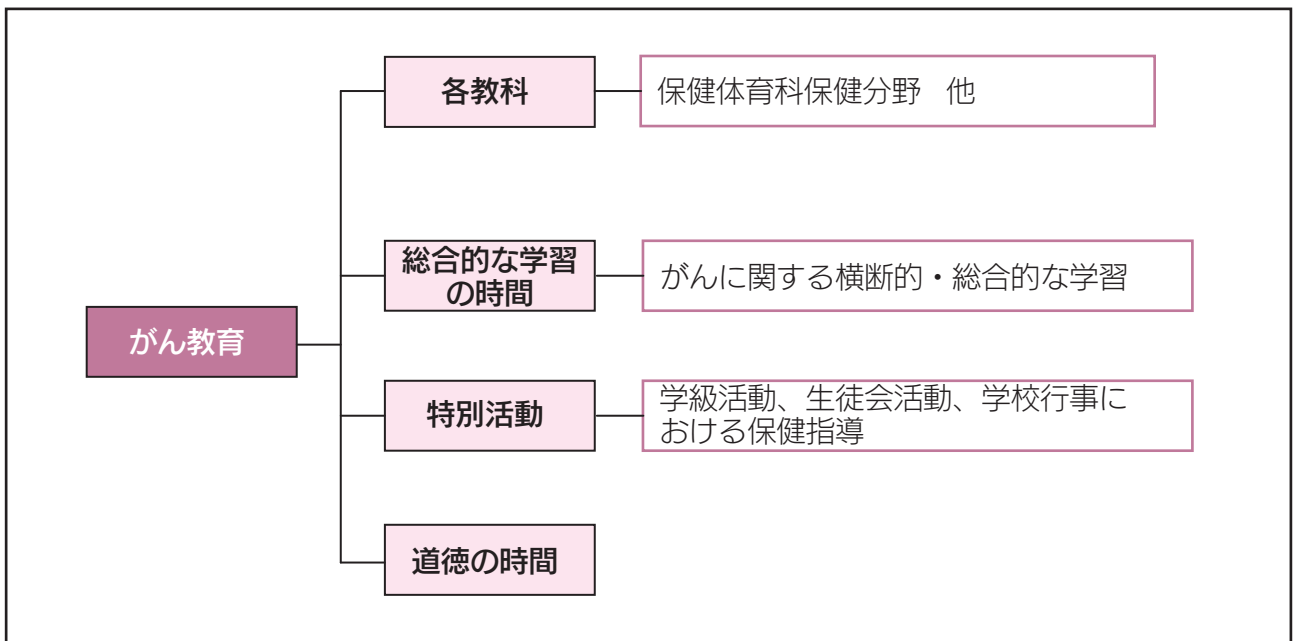 がん教育
各教科
保健体育科保健分野　他
総合的な学習
の時間
がんに関する横断的・総合的な学習
特別活動
学級活動、生徒会活動、学校行事に
おける保健指導
道徳の時間